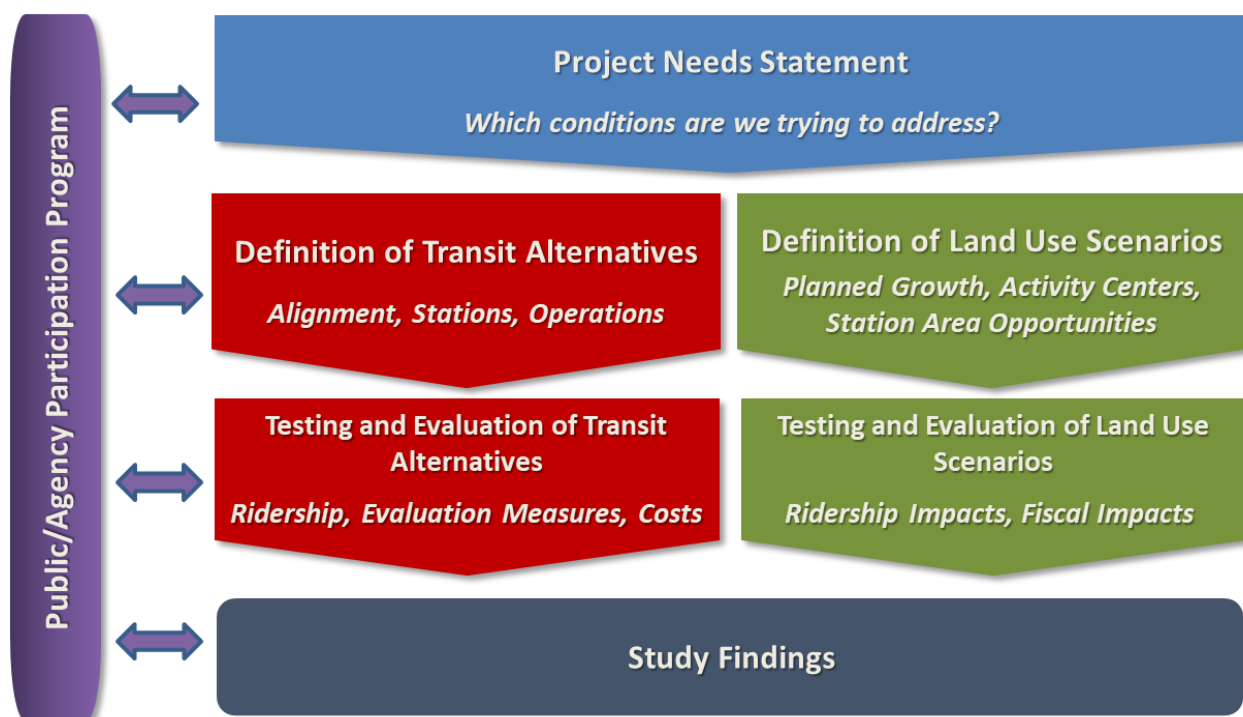 Public/Agency Participation Program
Project Needs Statement
Which conditions are we trying to address?
Definition of Transit Alternatives
Alignment, Stations, Operations
Definition of Land Use Scenarios
Planned Growth, Activity Centers,
Station Area Opportunities
Testing and Evaluation of Transit
Alternatives
Ridership, Evaluation Measures, Costs
Testing and Evaluation of Land Use
Scenarios
Ridership Impacts, Fiscal Impacts
Study Findings